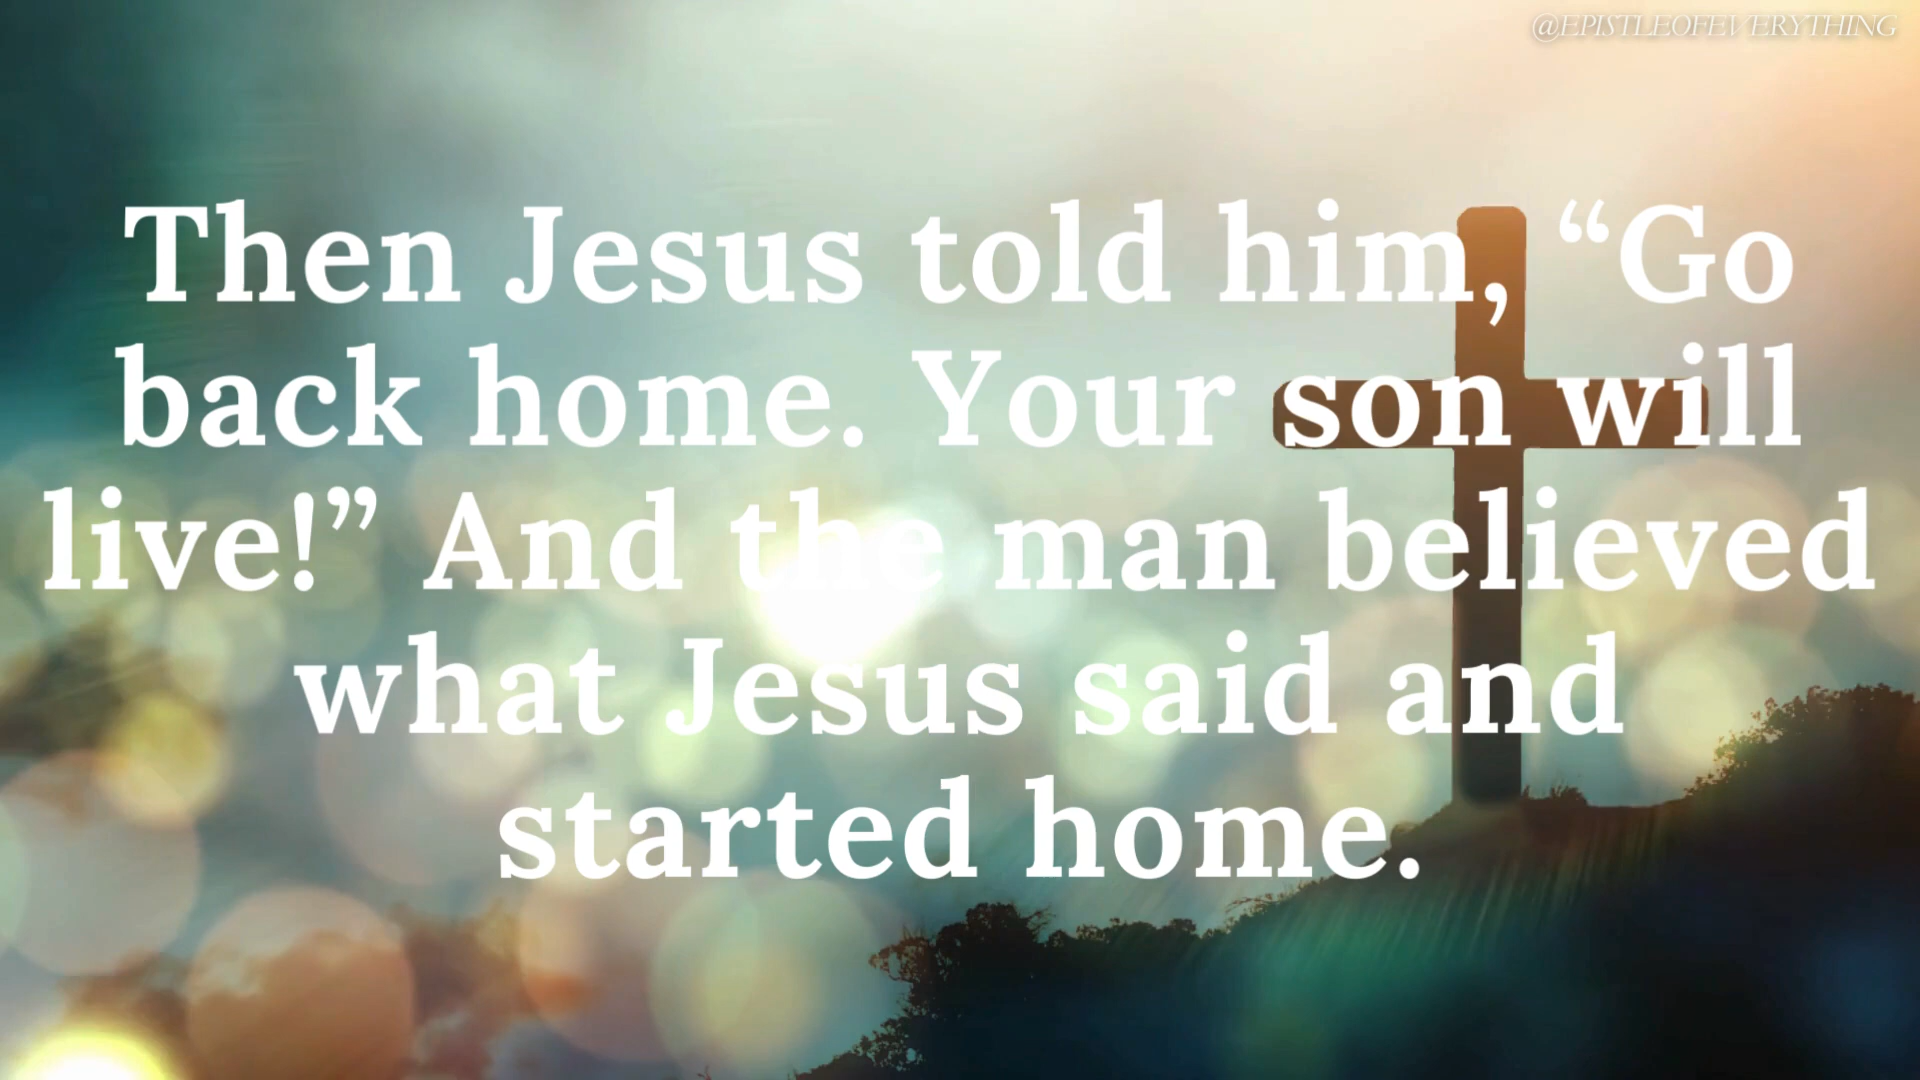 @EPISTLEOFEVERYTHING
Then Jesus told him, “Go
back home. Your son will
live!” And the man believed
what Jesus said and
started home.